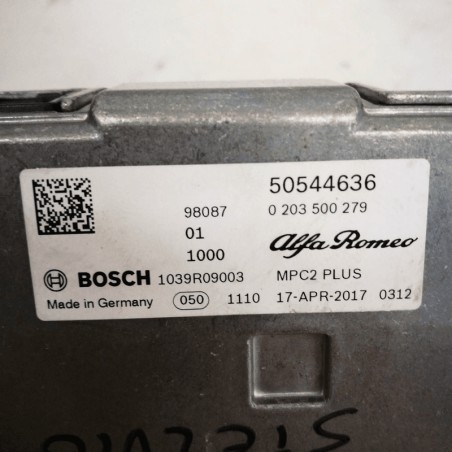 50544636
98087 0 203 500 279
01
1000 Alfa Romeo
BOSCH 1039R09003 MPC2 PLUS
Made in Germany 050 1110 17-APR-2017 0312